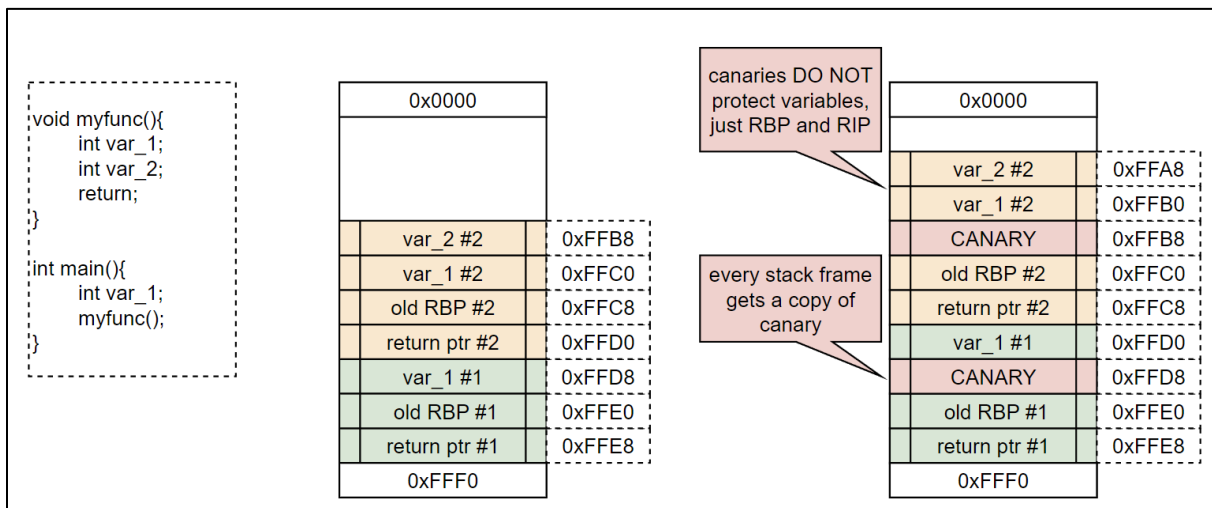 void myfunc(){
int var_1;
int var_2;
return;
}
int main(){
int var_1;
myfunc();
}
0x0000
var_2 #2 0xFFB8
var_1 #2 0xFFC0
old RBP #2 0xFFC8
return ptr #2 0xFFD0
var_1 #1 0xFFD8
old RBP #1 0xFFE0
return ptr #1 0xFFE8
0xFFF0
canaries DO NOT
protect variables,
just RBP and RIP
every stack frame
gets a copy of
canary
0x0000
var_2 #2 0xFFA8
var_1 #2 0xFFB0
CANARY 0xFFB8
old RBP #2 0xFFC0
return ptr #2 0xFFC8
var_1 #1 0xFFD0
CANARY 0xFFD8
old RBP #1 0xFFE0
return ptr #1 0xFFE8
0xFFF0